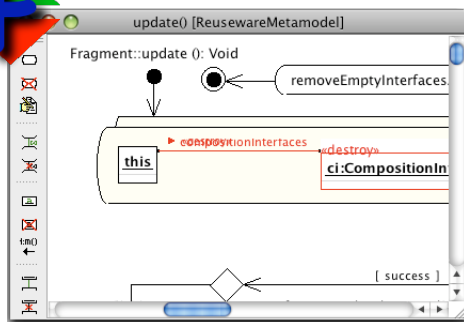 update() [ReusewareMetamodel]
Fragment::update (): Void
removeEmptyInterfaces.
compositionInterfaces
«destroy»
this
ci:CompositionIn
[ success ]
f:m()